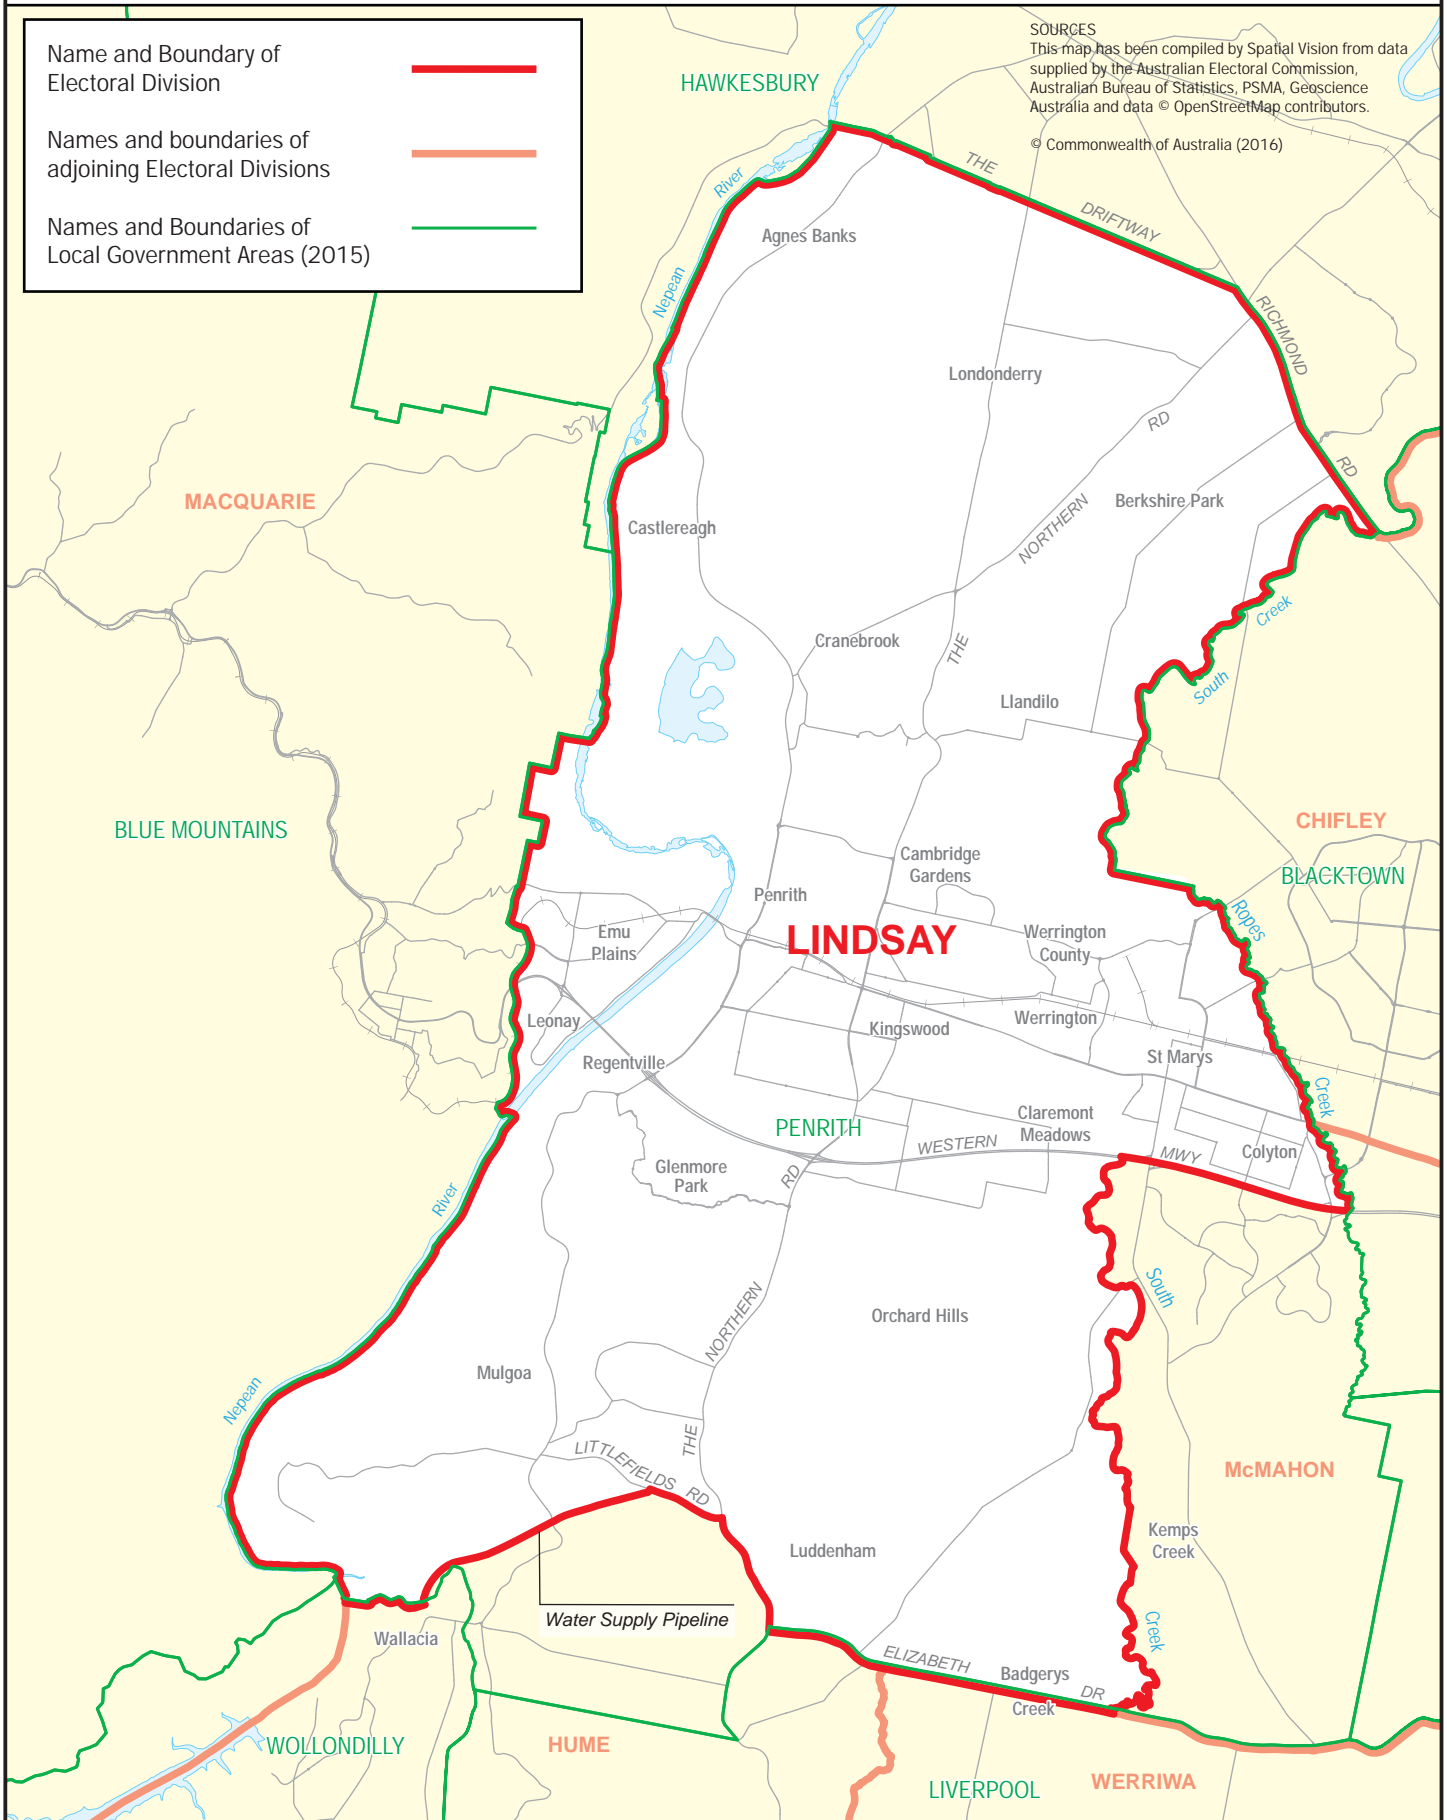 Name and Boundary of
Electoral Division
Names and boundaries of
adjoining Electoral Divisions
Names and Boundaries of
Local Government Areas (2015)
SOURCES
This map has been compiled by Spatial Vision from data
supplied by the Australian Electoral Commission,
Australian Bureau of Statistics, PSMA, Geoscience
Australia and data © OpenStreetMap contributors.
© Commonwealth of Australia (2016)
HAWKESBURY
THE
DRIFTWAY
River
Nepean
Agnes Banks
RICHMOND
RD
Londonderry
RD
NORTHERN
THE
MACQUARIE
Berkshire Park
Castlereagh
Creek
South
Cranebrook
Llandilo
BLUE MOUNTAINS
CHIFLEY
BLACKTOWN
Cambridge
Gardens
Penrith
Ropes
Creek
Emu
Plains
LINDSAY
Werrington
County
Leonay
Kingswood
Werrington
Regentville
St Marys
PENRITH
Claremont
Meadows
WESTERN
MWY
Colyton
Glenmore
Park
RD
NORTHERN
THE
River
Nepean
South
Creek
Orchard Hills
Mulgoa
LITTLEFIELDS
RD
McMAHON
Kemps
Creek
Luddenham
Water Supply Pipeline
Wallacia
ELIZABETH
DR
Badgerys
Creek
WOLLONDILLY
HUME
LIVERPOOL
WERRIWA